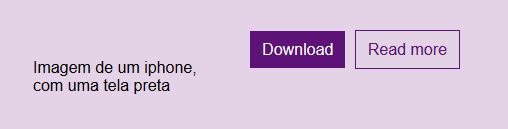 Download
Read more
Imagem de um iphone,
com uma tela preta